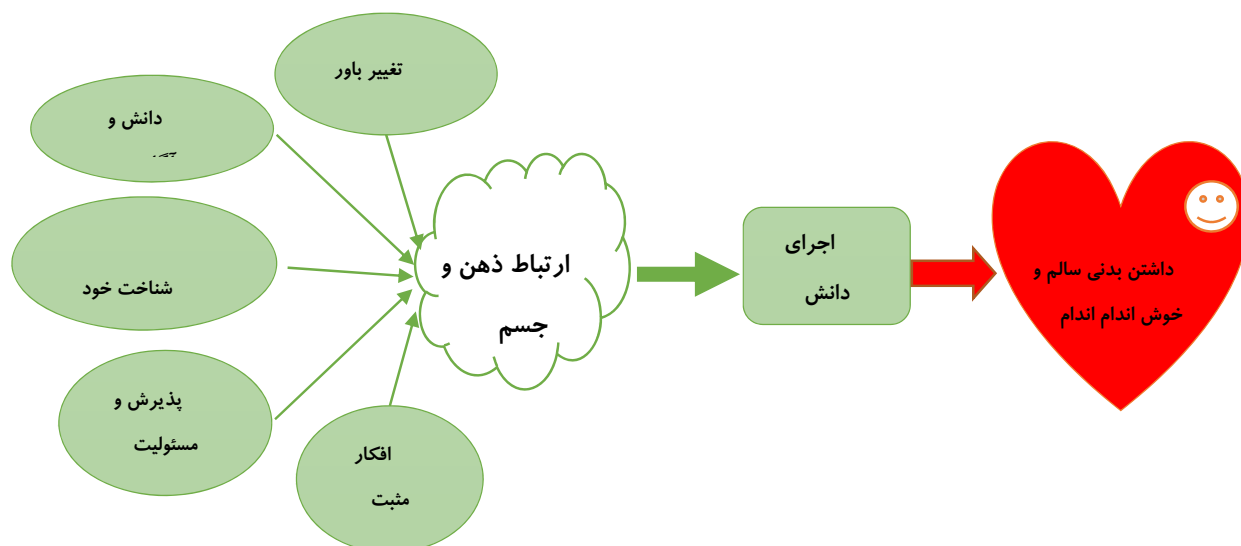 تغییر باور
دانش و
شناخت خود
پذیرش و
مسئولیت
افکار
مثبت
ارتباط ذهن و
جسم
اجرای
دانش
داشتن بدنی سالم و
خوش اندام اندام